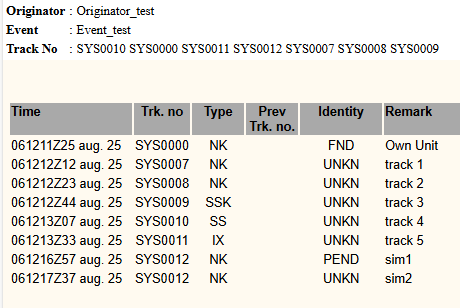 Originator : Originator_test
Event : Event_test
Track No : SYS0010 SYS0000 SYS0011 SYS0012 SYS0007 SYS0008 SYS0009
Time Trk. no Type Prev Trk. no. Identity Remark
061211Z25 aug. 25 SYS0000 NK FND Own Unit
061212Z12 aug. 25 SYS0007 NK UNKN track 1
061212Z23 aug. 25 SYS0008 NK UNKN track 2
061212Z44 aug. 25 SYS0009 SSK UNKN track 3
061213Z07 aug. 25 SYS0010 SS UNKN track 4
061213Z33 aug. 25 SYS0011 IX UNKN track 5
061216Z57 aug. 25 SYS0012 NK PEND sim1
061217Z37 aug. 25 SYS0012 NK UNKN sim2